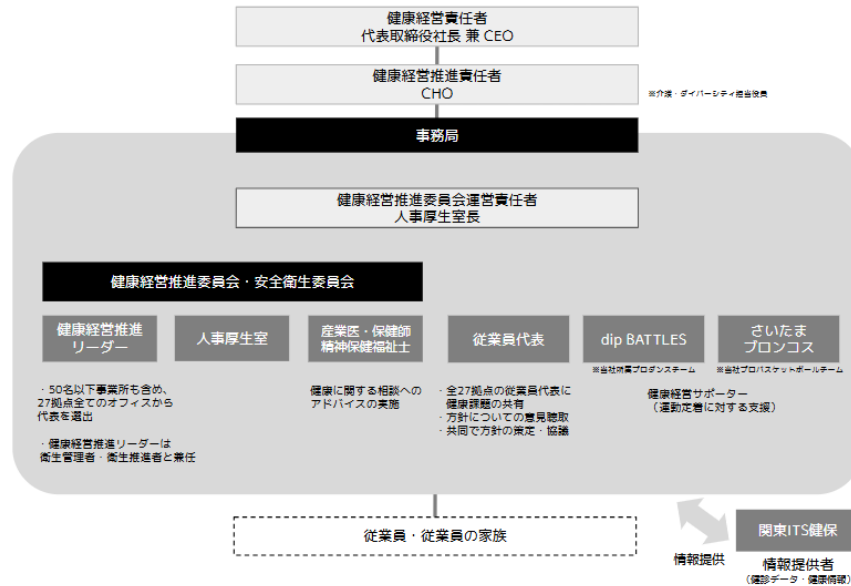 健康経営責任者
代表取締役社長 兼 CEO
健康経営推進責任者
CHO
※介護・ダイバーシティ担当役員
事務局
健康経営推進委員会運営責任者
人事厚生室長
健康経営推進委員会・安全衛生委員会
健康経営推進
リーダー
人事厚生室
産業医・保健師
精神保健福祉士
従業員代表
dip BATTLES
さいたま
ブロンコス
※当社所属プロダンスチーム
※当社プロバスケットボールチーム
・50名以下事業所も含め、
27拠点全てのオフィスから
代表を選出
・健康経営推進リーダーは
衛生管理者・衛生推進者と兼任
健康に関する相談への
アドバイスの実施
・全27拠点の従業員代表に
健康課題の共有
・方針についての意見聴取
・共同で方針の策定・協議
健康経営サポーター
（運動定着に対する支援）
従業員・従業員の家族
情報提供
関東ITS健保
情報提供者
（健診データ・健康情報）